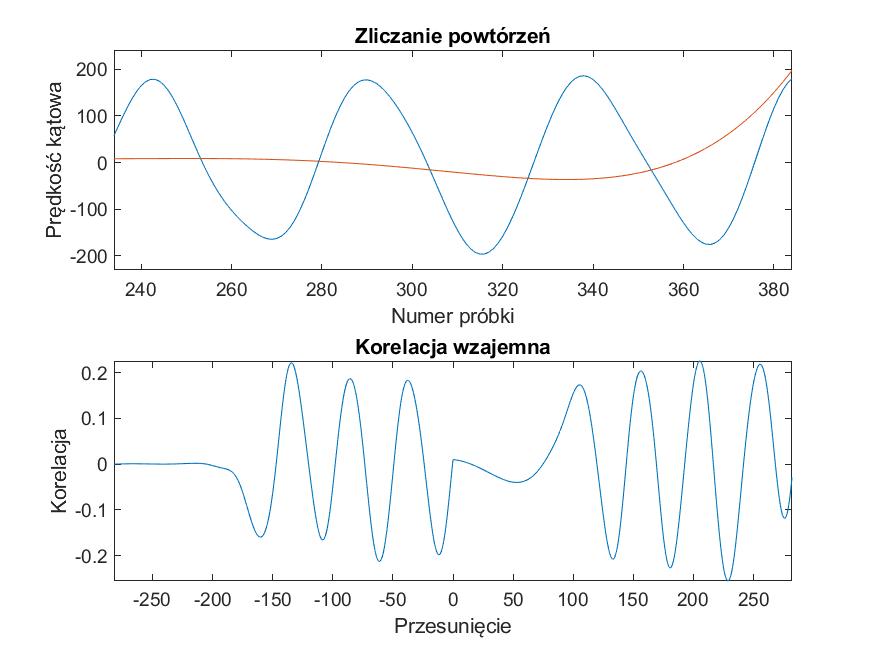 Zliczanie powtórzeń
200
100
0
-100
-200
Prędkość kątowa
240 260 280 300 320 340 360 380
Numer próbki
Korelacja wzajemna
0.2
0.1
0
-0.1
-0.2
Korelacja
-250 -200 -150 -100 -50 0 50 100 150 200 250
Przesunięcie